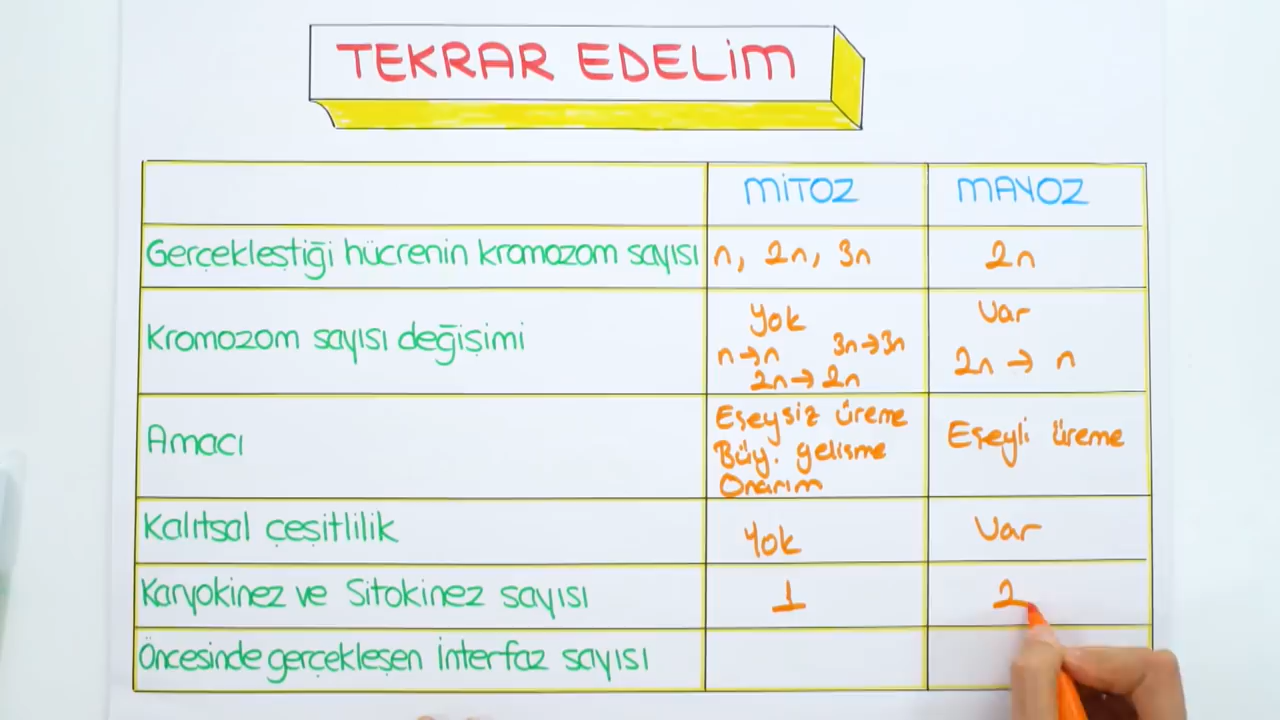 TEKRAR EDELİM
MİTOZ MAYOZ
Gerçekleştiği hücrenin kromozom sayısı n, 2n, 3n 2n
Kromozom sayısı değişimi Yok n→n 3n→3n 2n→2n Var 2n → n
Amacı Eşeysiz üreme Büy. gelişme Onarım Eşeyli üreme
Kalıtsal çeşitlilik Yok Var
Karyokinez ve Sitokinez sayısı 1 2
Öncesinde gerçekleşen interfaz sayısı